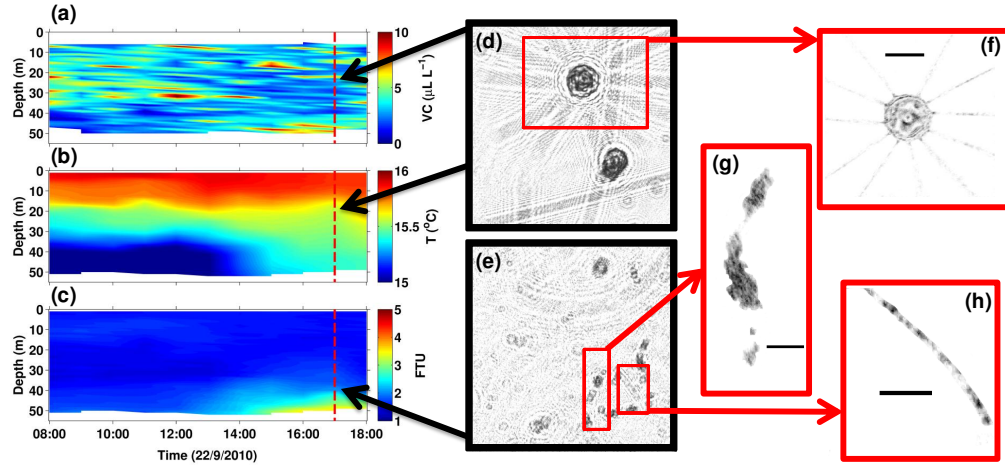 (a)
0
10
20
30
40
50
Depth (m)
10
5
0
VC (µL L⁻¹)
(b)
0
10
20
30
40
50
Depth (m)
16
15.5
15
T (°C)
(c)
0
10
20
30
40
50
Depth (m)
5
4
3
2
1
FTU
08:00 10:00 12:00 14:00 16:00 18:00
Time (22/9/2010)
(d)
(e)
(f)
(g)
(h)